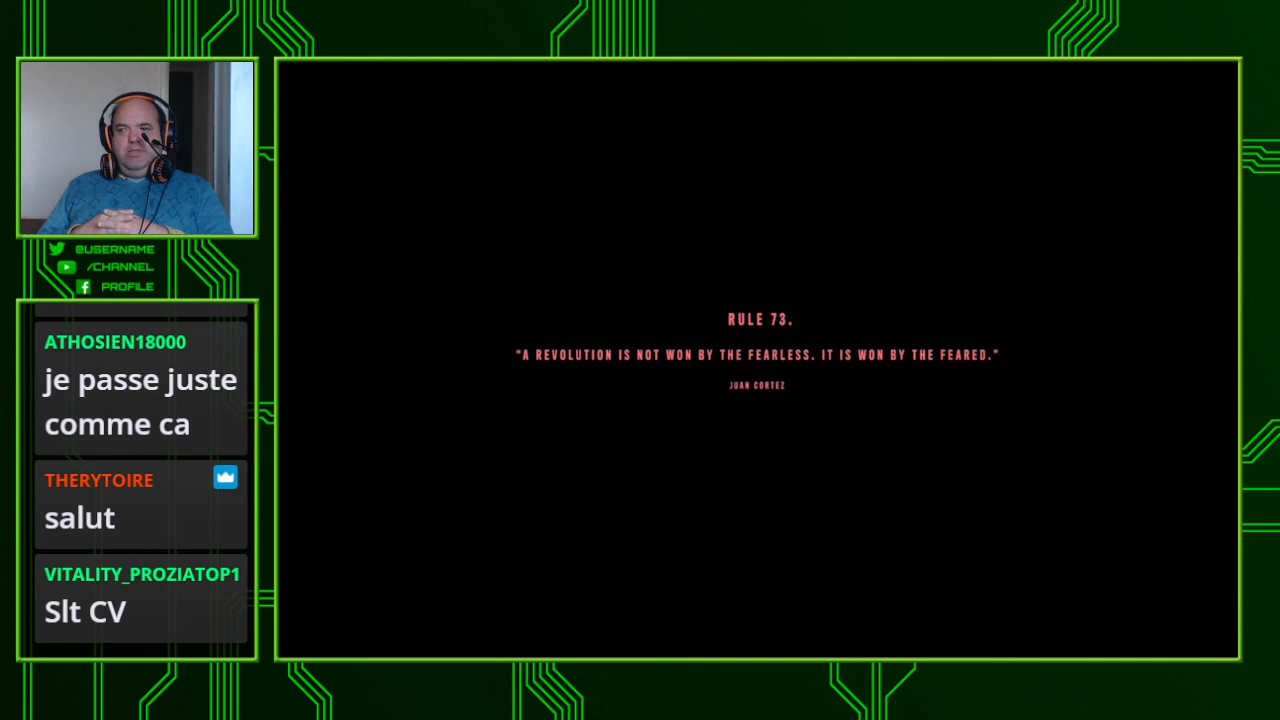 @USERNAME
/CHANNEL
PROFILE
ATHOSIEN18000
je passe juste
comme ca
THERYTOIRE
salut
VITALITY_PROZIATOP1
Slt CV
RULE 73.
"A REVOLUTION IS NOT WON BY THE FEARLESS. IT IS WON BY THE FEARED."
JUAN CORTEZ